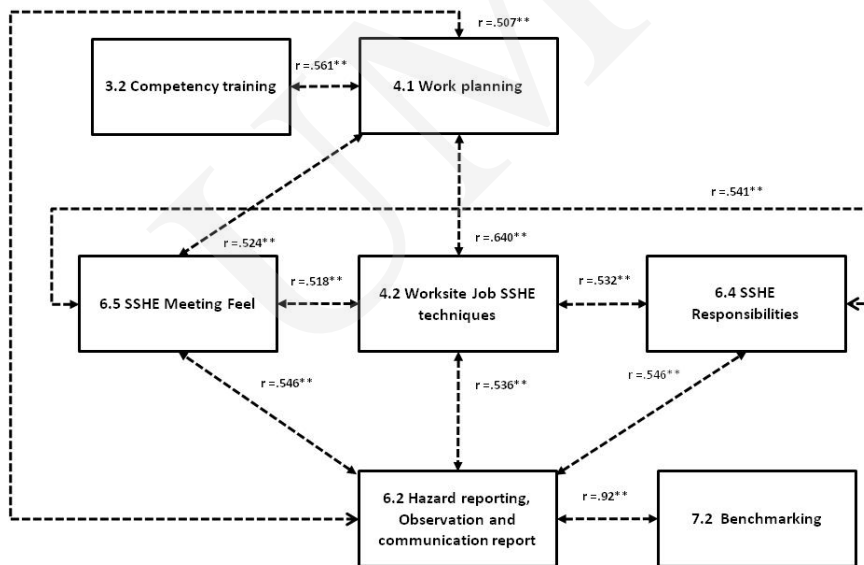 r =.507**
r =.561**
3.2 Competency training
4.1 Work planning
r =.541**
r =.524**
r =.640**
r =.518**
r =.532**
6.5 SSHE Meeting Feel
4.2 Worksite Job SSHE
techniques
6.4 SSHE
Responsibilities
r =.546**
r =.536**
r =.546**
6.2 Hazard reporting,
Observation and
communication report
r =.92**
7.2 Benchmarking
UM